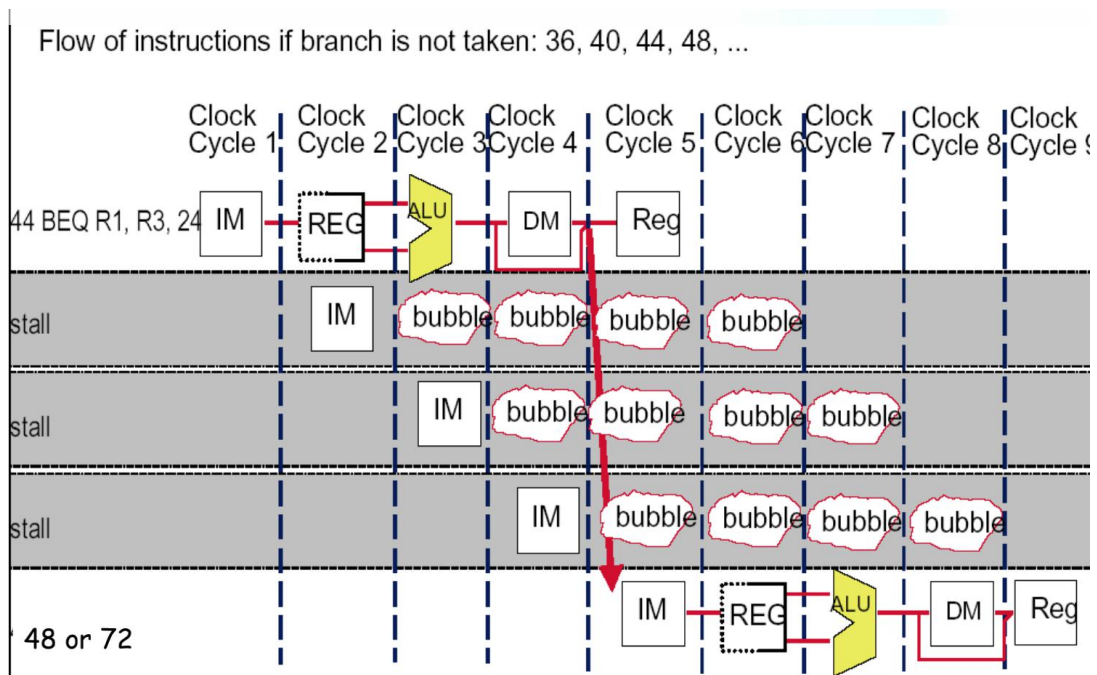 Flow of instructions if branch is not taken: 36, 40, 44, 48, ...
Clock Clock Clock Clock Clock Clock Clock Clock Clock
Cycle 1 Cycle 2 Cycle 3 Cycle 4 Cycle 5 Cycle 6 Cycle 7 Cycle 8 Cycle 9
44 BEQ R1, R3, 24 IM REG ALU DM Reg
stall IM bubble bubble bubble bubble
stall IM bubble bubble bubble bubble
stall IM bubble bubble bubble bubble
48 or 72 IM REG ALU DM Reg